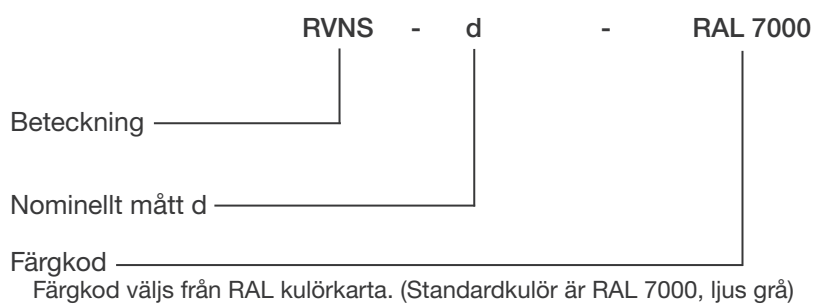 RVNS - d - RAL 7000
Beteckning
Nominellt mått d
Färgkod
Färgkod väljs från RAL kulörkarta. (Standardkulör är RAL 7000, ljus grå)